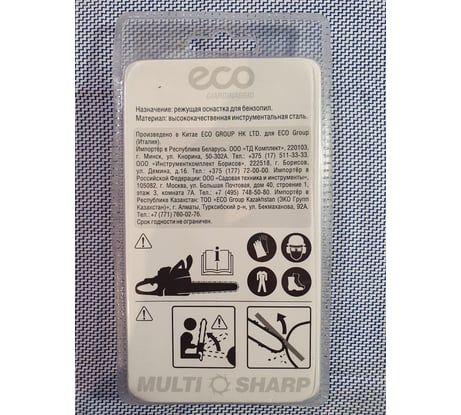 eco
GIARDINAGGIO
Назначение: режущая оснастка для бензопил.
Материал: высококачественная инструментальная сталь.
Произведено в Китае ECO GROUP HK LTD. для ECO Group
(Италия).
Импортёр в Республику Беларусь: ООО «ТД Комплект», 220103,
г. Минск, ул. Кнорина, 50-302А. Тел.: +375 (17) 511-33-33.
ООО «Инструменткомплект Борисов», 222518, г. Борисов,
ул. Демина, д.16. Тел.: +375 (177) 72-00-00. Импортёр в
Российской Федерации: ООО «Садовая техника и инструменты»,
105082, г. Москва, ул. Большая Почтовая, дом 40, строение 1,
этаж 3, комната 7А. Тел.: +7 (495) 748-50-80. Импортёр в
Республике Казахстан: ТОО «ECO Group Kazakhstan (ЭКО Групп
Казахстан)», г. Алматы, Турксибский р-н, ул. Бекмаханова, 92А.
Тел.: +7 (771) 760-02-76.
Срок годности не ограничен.
MULTI SHARP